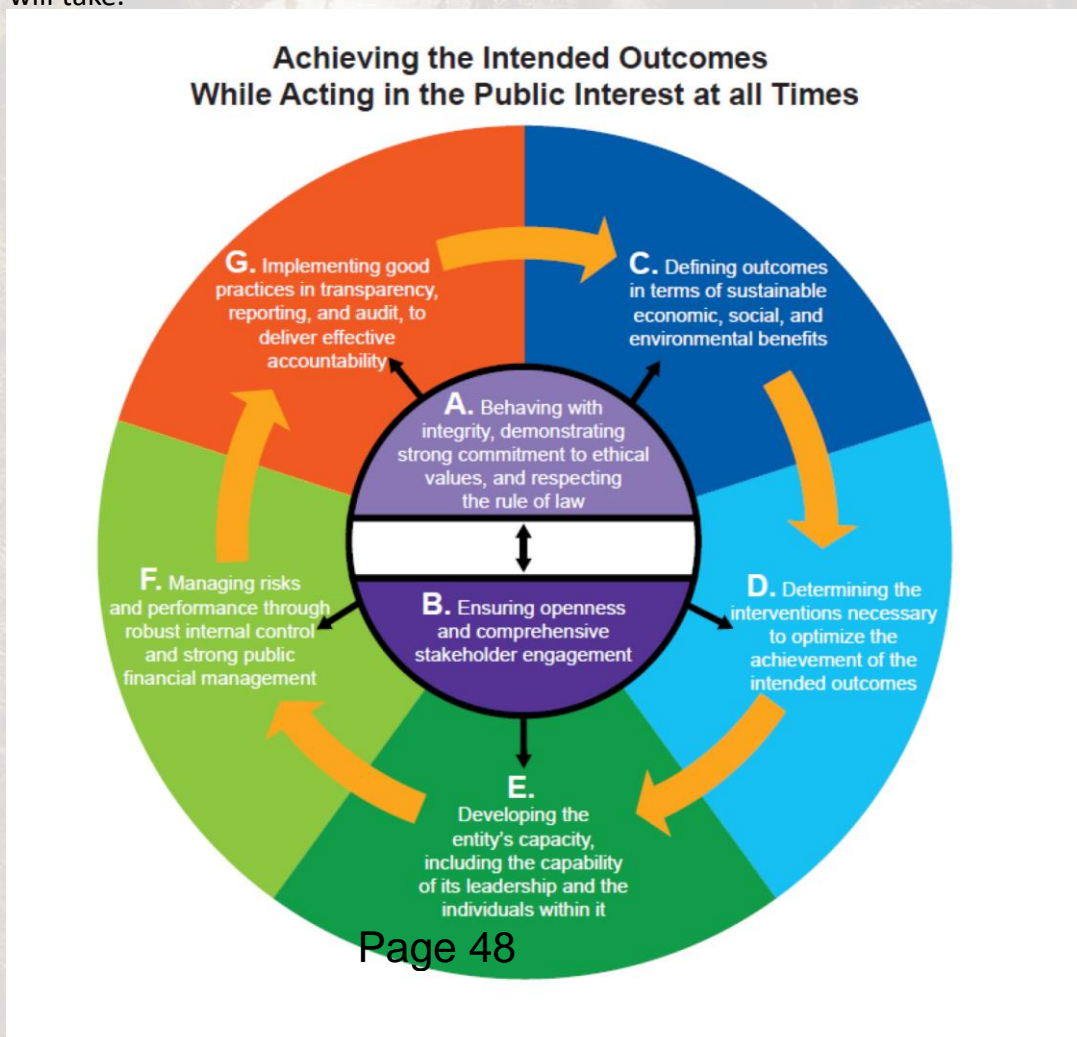 will take.
Achieving the Intended Outcomes
While Acting in the Public Interest at all Times
G. Implementing good
practices in transparency,
reporting, and audit, to
deliver effective
accountability
C. Defining outcomes
in terms of sustainable
economic, social, and
environmental benefits
A. Behaving with
integrity, demonstrating
strong commitment to ethical
values, and respecting
the rule of law
B. Ensuring openness
and comprehensive
stakeholder engagement
F. Managing risks
and performance through
robust internal control
and strong public
financial management
D. Determining the
interventions necessary
to optimize the
achievement of the
intended outcomes
E.
Developing the
entity's capacity,
including the capability
of its leadership and the
individuals within it
Page 48